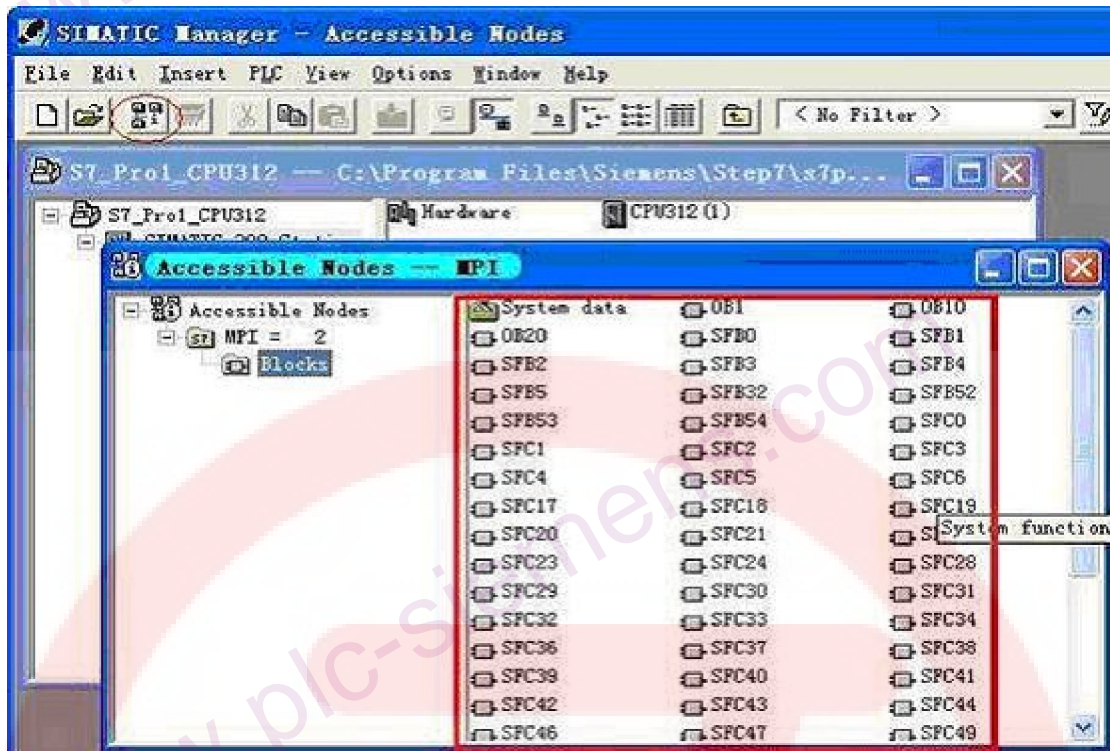 SIMATIC Manager - Accessible Nodes
File Edit Insert PLC View Options Window Help
< No Filter >
S7_Pro1_CPU312 -- C:\Program Files\Siemens\Step7\s7p...
S7_Pro1_CPU312 Hardware CPU312(1)
Accessible Nodes -- MPI
Accessible Nodes System data OB1 OB10
MPI = 2 OB20 SFB0 SFB1
Blocks SFB2 SFB3 SFB4
SFB5 SFB32 SFB52
SFB53 SFB54 SFC0
SFC1 SFC2 SFC3
SFC4 SFC5 SFC6
SFC17 SFC18 SFC19
System function
SFC20 SFC21
SFC23 SFC24 SFC28
SFC29 SFC30 SFC31
SFC32 SFC33 SFC34
SFC36 SFC37 SFC38
SFC39 SFC40 SFC41
SFC42 SFC43 SFC44
SFC46 SFC47 SFC49
www.plc-siemens.com